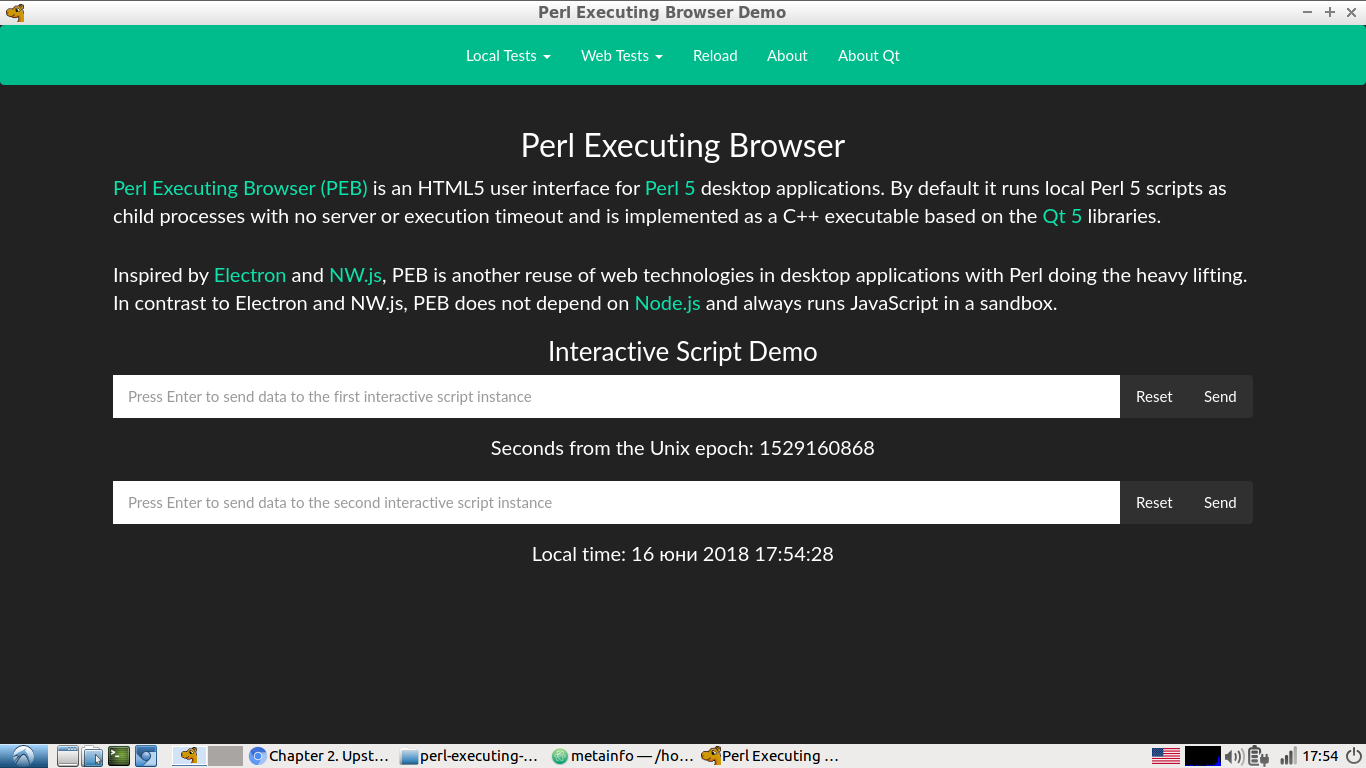 Perl Executing Browser Demo
Local Tests Web Tests Reload About About Qt
Perl Executing Browser
Perl Executing Browser (PEB) is an HTML5 user interface for Perl 5 desktop applications. By default it runs local Perl 5 scripts as
child processes with no server or execution timeout and is implemented as a C++ executable based on the Qt 5 libraries.
Inspired by Electron and NW.js, PEB is another reuse of web technologies in desktop applications with Perl doing the heavy lifting.
In contrast to Electron and NW.js, PEB does not depend on Node.js and always runs JavaScript in a sandbox.
Interactive Script Demo
Press Enter to send data to the first interactive script instance Reset Send
Seconds from the Unix epoch: 1529160868
Press Enter to send data to the second interactive script instance Reset Send
Local time: 16 юни 2018 17:54:28
Chapter 2. Upst... perl-executing-... metainfo — /ho... Perl Executing ... 17:54